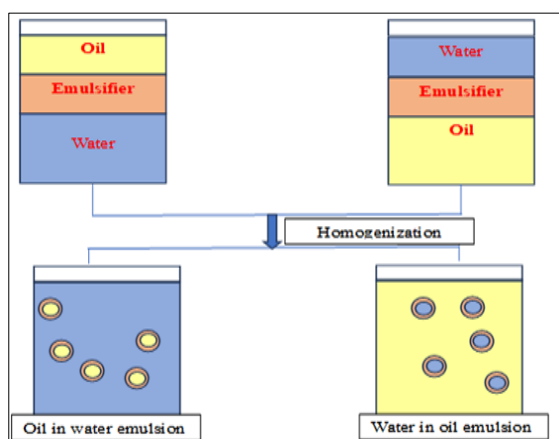 Oil
Emulsifier
Water
Water
Emulsifier
Oil
Homogenization
Oil in water emulsion
Water in oil emulsion